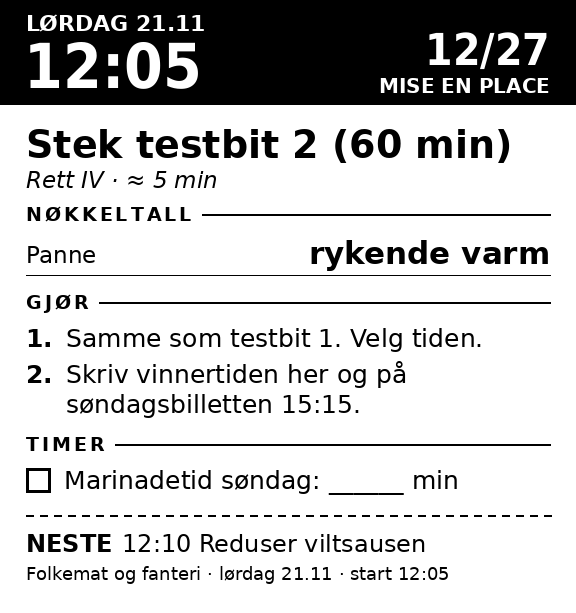 LØRDAG 21.11
12:05
12/27
MISE EN PLACE
Stek testbit 2 (60 min)
Rett IV · ≈ 5 min
NØKKELTALL
Panne rykende varm
GJØR
1. Samme som testbit 1. Velg tiden.
2. Skriv vinnertiden her og på
søndagsbilletten 15:15.
TIMER
☐ Marinadetid søndag: ______ min
NESTE 12:10 Reduser viltsausen
Folkemat og fanteri · lørdag 21.11 · start 12:05